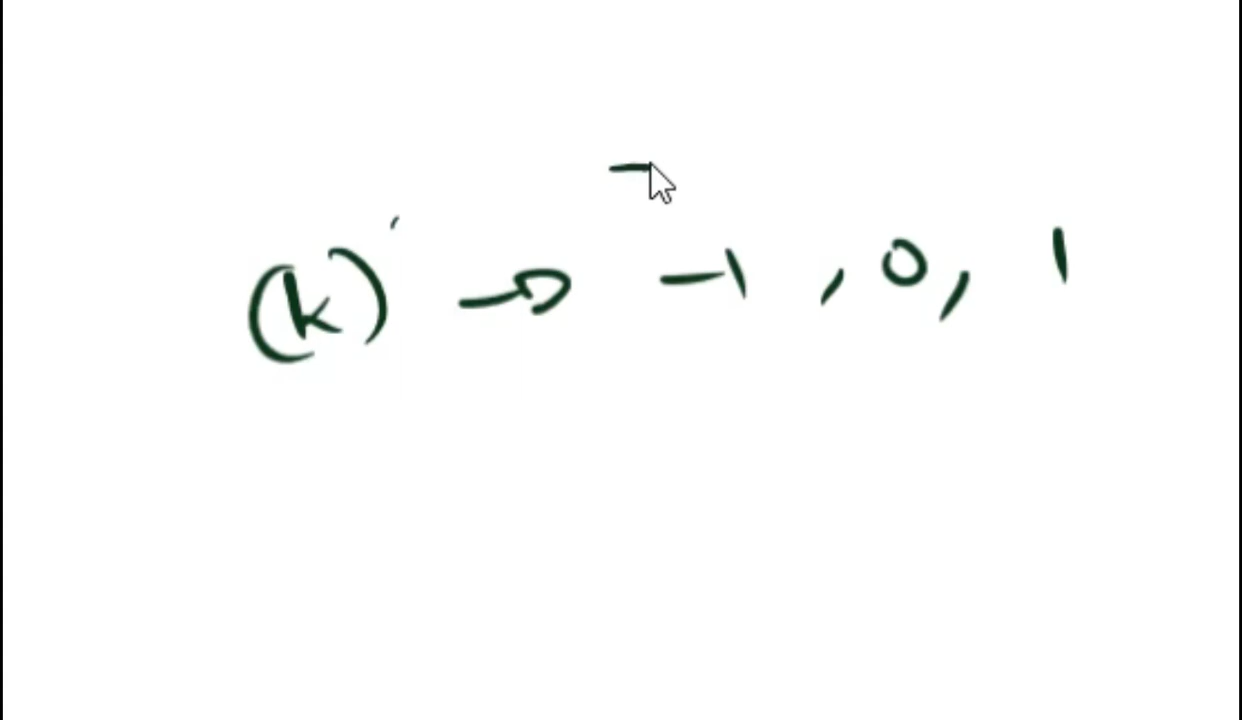 (k) → -1 , 0 , 1